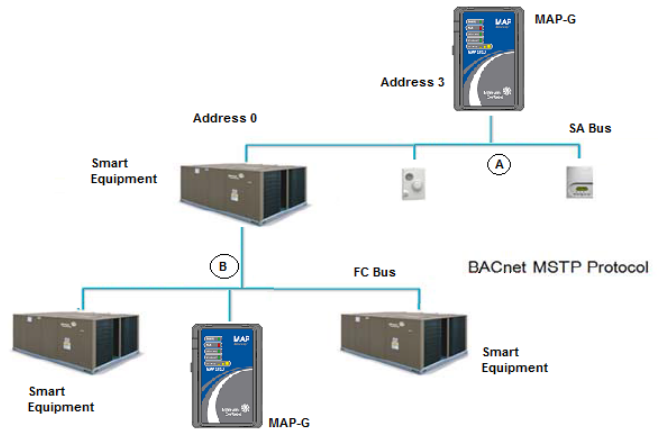 MAP-G
MAP
Address 3
Address 0
SA Bus
Smart
Equipment
A
B
FC Bus
BACnet MSTP Protocol
MAP
Smart
Equipment
Smart
Equipment
MAP-G